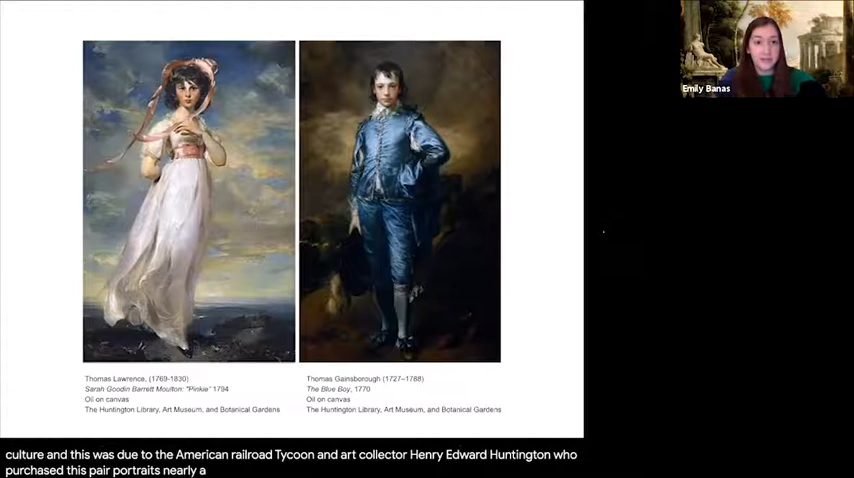 Emily Banas
Thomas Lawrence, (1769-1830)
Sarah Goodin Barrett Moulton: "Pinkie" 1794
Oil on canvas
The Huntington Library, Art Museum, and Botanical Gardens
Thomas Gainsborough (1727–1788)
The Blue Boy, 1770
Oil on canvas
The Huntington Library, Art Museum, and Botanical Gardens
culture and this was due to the American railroad Tycoon and art collector Henry Edward Huntington who
purchased this pair portraits nearly a